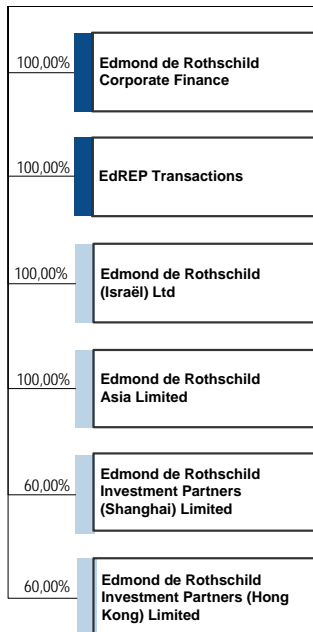 100,00%
Edmond de Rothschild
Corporate Finance
100,00%
EdREP Transactions
100,00%
Edmond de Rothschild
(Israël) Ltd
100,00%
Edmond de Rothschild
Asia Limited
60,00%
Edmond de Rothschild
Investment Partners
(Shanghai) Limited
60,00%
Edmond de Rothschild
Investment Partners (Hong
Kong) Limited